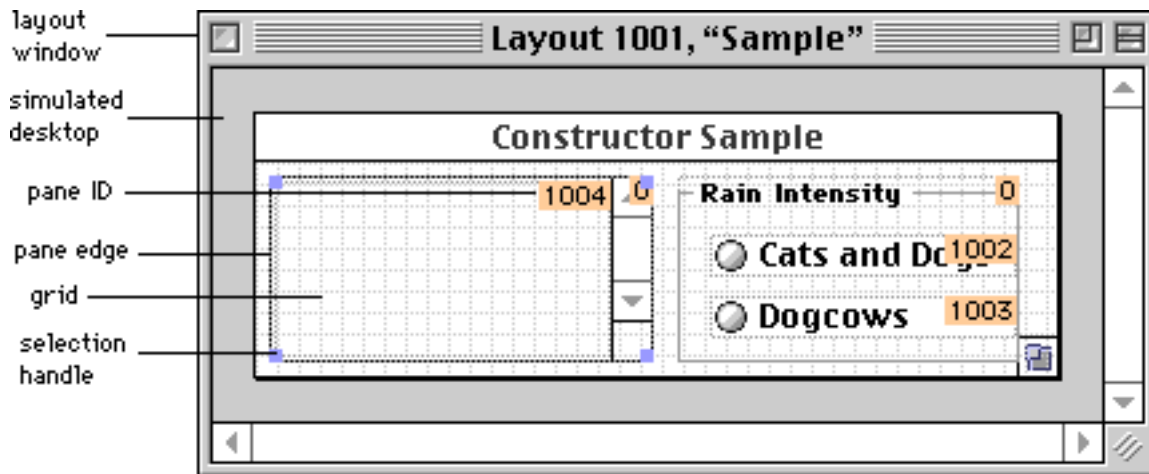 layout
window
Layout 1001, “Sample”
simulated
desktop
Constructor Sample
pane ID
1004
0
Rain Intensity
0
pane edge
Cats and Dogs
1002
grid
Dogcows
1003
selection
handle